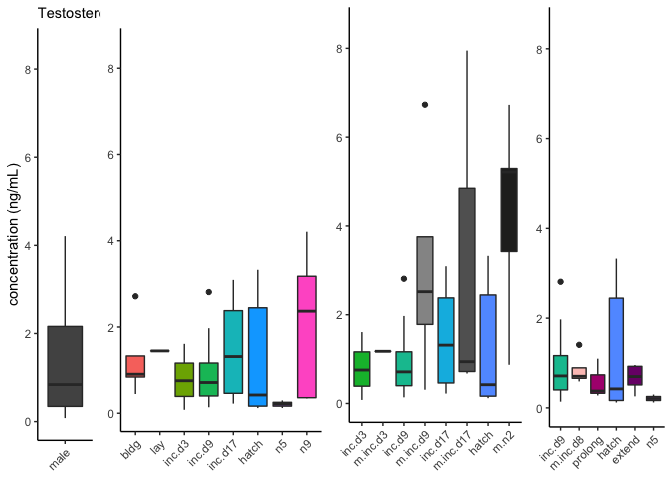 Testoster
concentration (ng/mL)
8
6
4
2
0
male
8
6
4
2
0
bldg
lay
inc.d3
inc.d9
inc.d17
hatch
n5
n9
8
6
4
2
0
inc.d3
m.inc.d3
inc.d9
m.inc.d9
inc.d17
m.inc.d17
hatch
m.n2
8
6
4
2
0
inc.d9
m.inc.d8
prolong
hatch
extend
n5